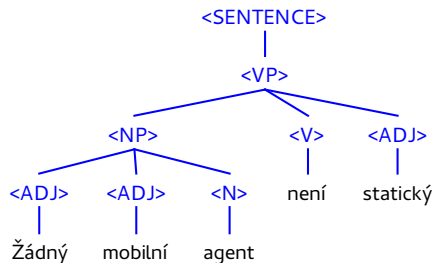 <SENTENCE>
<VP>
<NP> <V> <ADJ>
<ADJ> <ADJ> <N> není statický
Žádný mobilní agent